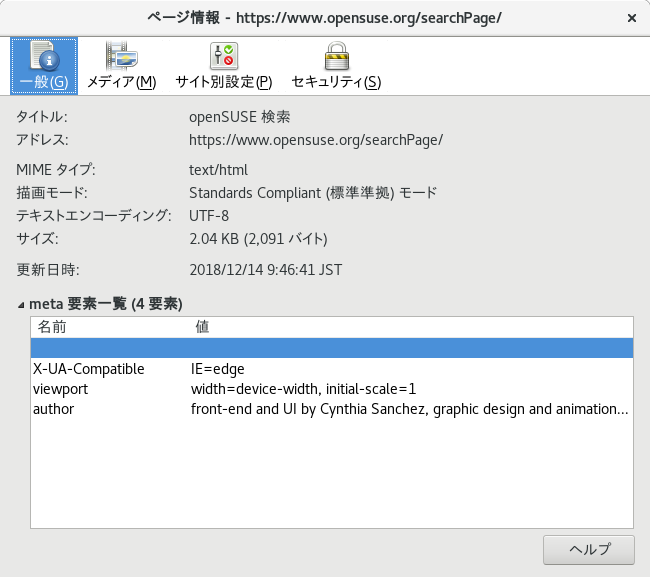 ページ情報 - https://www.opensuse.org/searchPage/
一般(G) メディア(M) サイト別設定(P) セキュリティ(S)
タイトル: openSUSE 検索
アドレス: https://www.opensuse.org/searchPage/
MIME タイプ: text/html
描画モード: Standards Compliant (標準準拠) モード
テキストエンコーディング: UTF-8
サイズ: 2.04 KB (2,091 バイト)
更新日時: 2018/12/14 9:46:41 JST
meta 要素一覧 (4 要素)
名前 値
X-UA-Compatible IE=edge
viewport width=device-width, initial-scale=1
author front-end and UI by Cynthia Sanchez, graphic design and animation...
ヘルプ